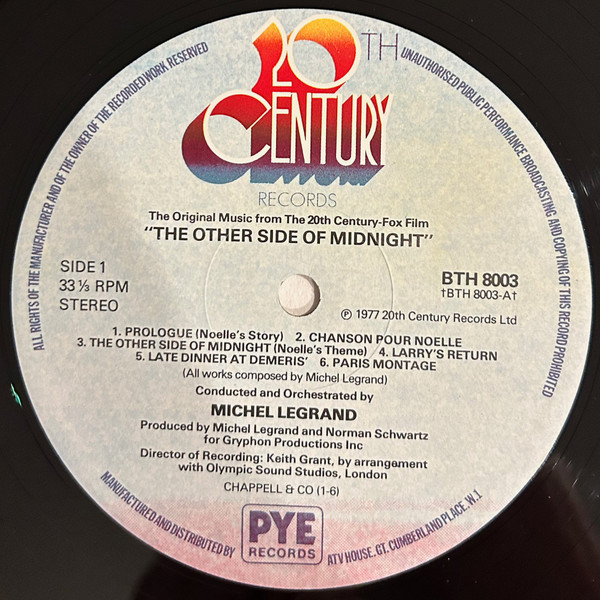 20TH
CENTURY
RECORDS
The Original Music from The 20th Century-Fox Film
"THE OTHER SIDE OF MIDNIGHT"
SIDE 1
33 ⅓ RPM
STEREO
BTH 8003
†BTH 8003-A†
℗ 1977 20th Century Records Ltd
1. PROLOGUE (Noelle's Story) 2. CHANSON POUR NOELLE
3. THE OTHER SIDE OF MIDNIGHT (Noelle's Theme) 4. LARRY'S RETURN
5. LATE DINNER AT DEMERIS' 6. PARIS MONTAGE
(All works composed by Michel Legrand)
Conducted and Orchestrated by
MICHEL LEGRAND
Produced by Michel Legrand and Norman Schwartz
for Gryphon Productions Inc
Director of Recording: Keith Grant, by arrangement
with Olympic Sound Studios, London
CHAPPELL & CO (1-6)
ALL RIGHTS OF THE MANUFACTURER AND OF THE OWNER OF THE RECORDED WORK RESERVED
UNAUTHORISED PUBLIC PERFORMANCE BROADCASTING AND COPYING OF THIS RECORD PROHIBITED
MANUFACTURED AND DISTRIBUTED BY
PYE
RECORDS
ATV HOUSE. GT. CUMBERLAND PLACE. W.1